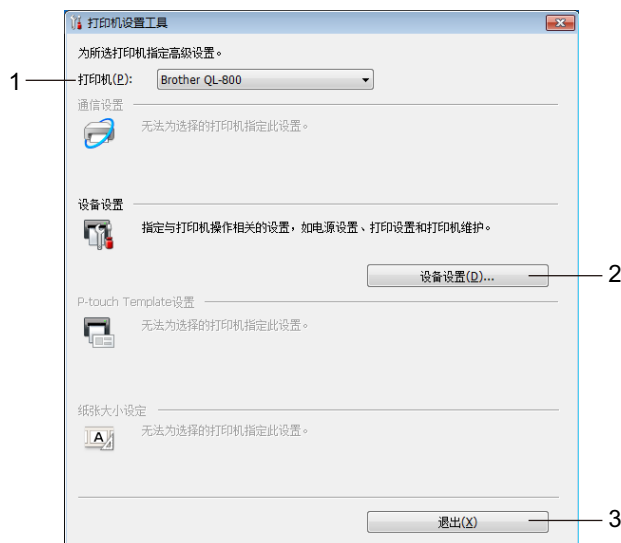 打印机设置工具
为所选打印机指定高级设置。
1
打印机(P):
Brother QL-800
通信设置
无法为选择的打印机指定此设置。
设备设置
指定与打印机操作相关的设置，如电源设置、打印设置和打印机维护。
设备设置(D)...
2
P-touch Template设置
无法为选择的打印机指定此设置。
纸张大小设定
无法为选择的打印机指定此设置。
退出(X)
3